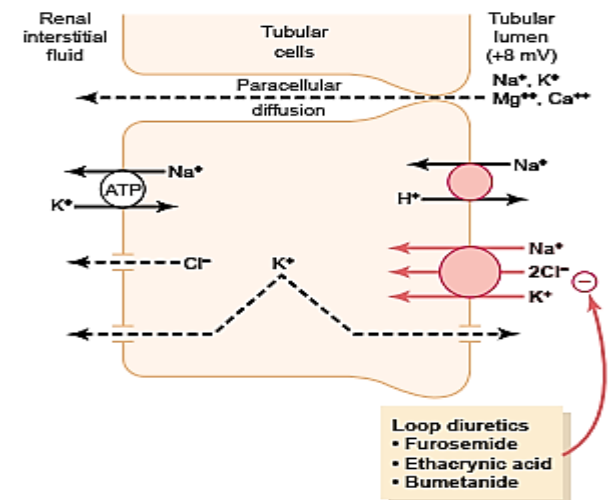 Renal
interstitial
fluid
Tubular
cells
Tubular
lumen
(+8 mV)
Paracellular
diffusion
Na⁺, K⁺
Mg⁺⁺, Ca⁺⁺
Na⁺
ATP
K⁺
Na⁺
H⁺
Cl⁻
K⁺
Na⁺
2Cl⁻
K⁺
−
Loop diuretics
• Furosemide
• Ethacrynic acid
• Bumetanide